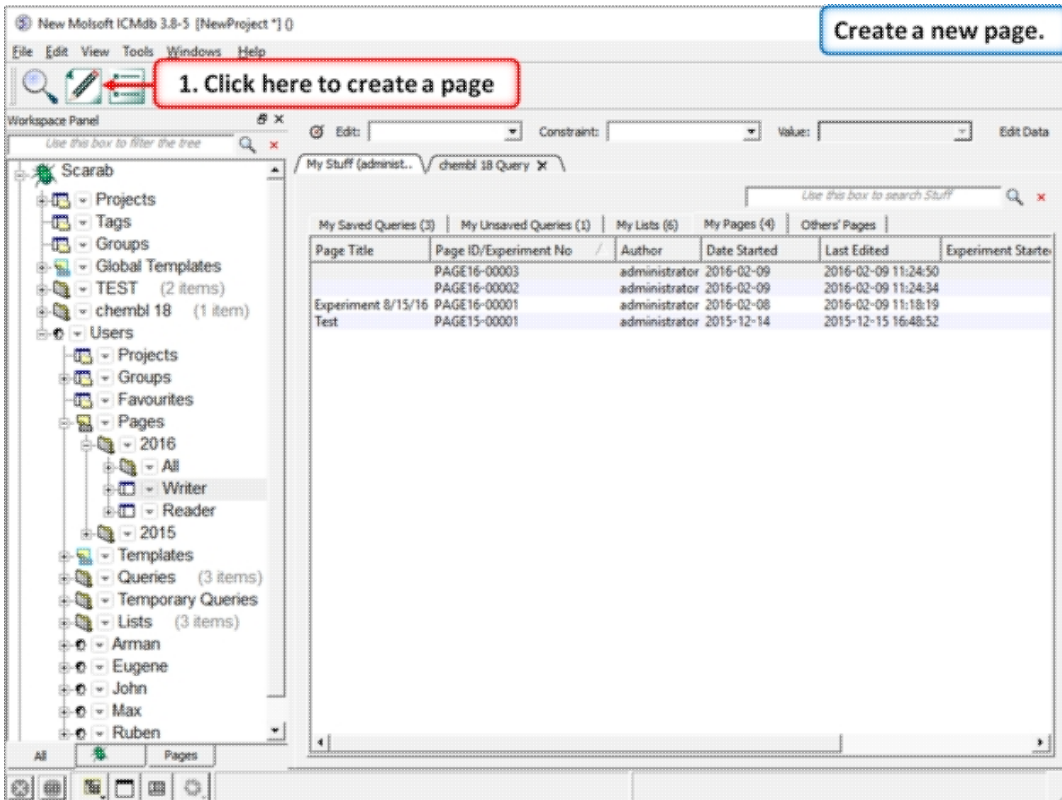 New Molsoft ICMdb 3.8-5 [NewProject *] ()
Create a new page.
File Edit View Tools Windows Help
1. Click here to create a page
Workspace Panel
Use this box to filter the tree
Edit: Constraint: Value: Edit Data
My Stuff (administ.. chembl 18 Query
Use this box to search Stuff
My Saved Queries (3) My Unsaved Queries (1) My Lists (6) My Pages (4) Others' Pages
Page Title Page ID/Experiment No Author Date Started Last Edited Experiment Starte
PAGE16-00003 administrator 2016-02-09 2016-02-09 11:24:50
PAGE16-00002 administrator 2016-02-09 2016-02-09 11:24:34
Experiment 8/15/16 PAGE16-00001 administrator 2016-02-08 2016-02-09 11:18:19
Test PAGE15-00001 administrator 2015-12-14 2015-12-15 16:48:52
Scarab
Projects
Tags
Groups
Global Templates
TEST (2 items)
chembl 18 (1 item)
Users
Projects
Groups
Favourites
Pages
2016
All
Writer
Reader
2015
Templates
Queries (3 items)
Temporary Queries
Lists (3 items)
Arman
Eugene
John
Max
Ruben
All Pages